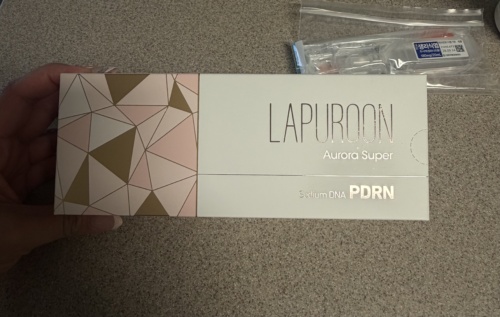 LAPUROON
Aurora Super
Sodium DNA PDRN